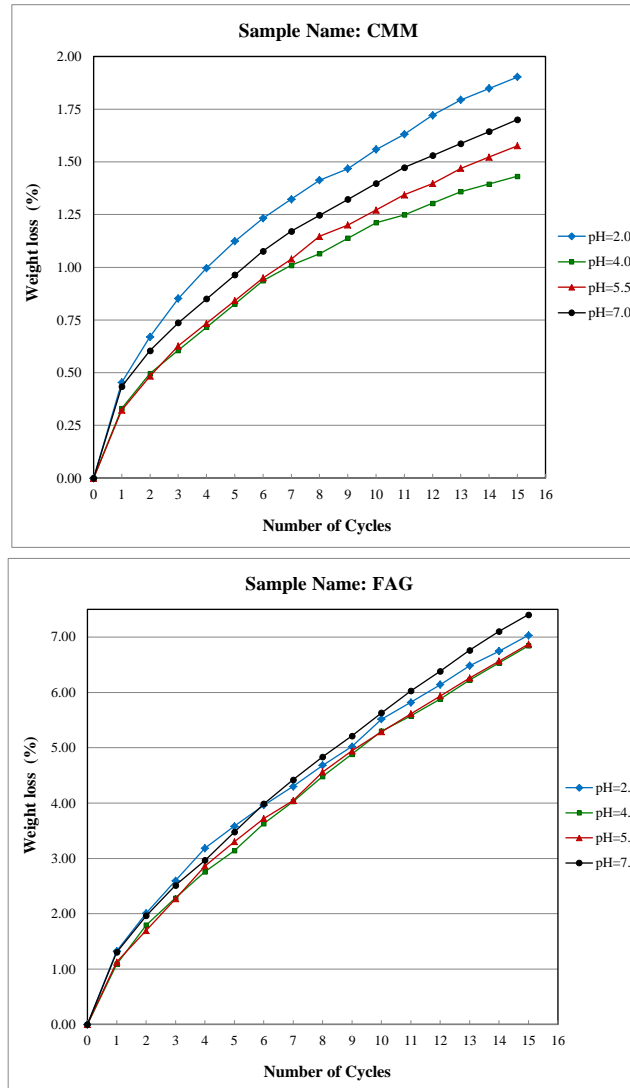 Sample Name: CMM
2.00
1.75
1.50
1.25
1.00
0.75
0.50
0.25
0.00
Weight loss (%)
0 1 2 3 4 5 6 7 8 9 10 11 12 13 14 15 16
Number of Cycles
pH=2.0
pH=4.0
pH=5.5
pH=7.0
Sample Name: FAG
7.00
6.00
5.00
4.00
3.00
2.00
1.00
0.00
Weight loss (%)
0 1 2 3 4 5 6 7 8 9 10 11 12 13 14 15 16
Number of Cycles
pH=2.
pH=4.
pH=5.
pH=7.